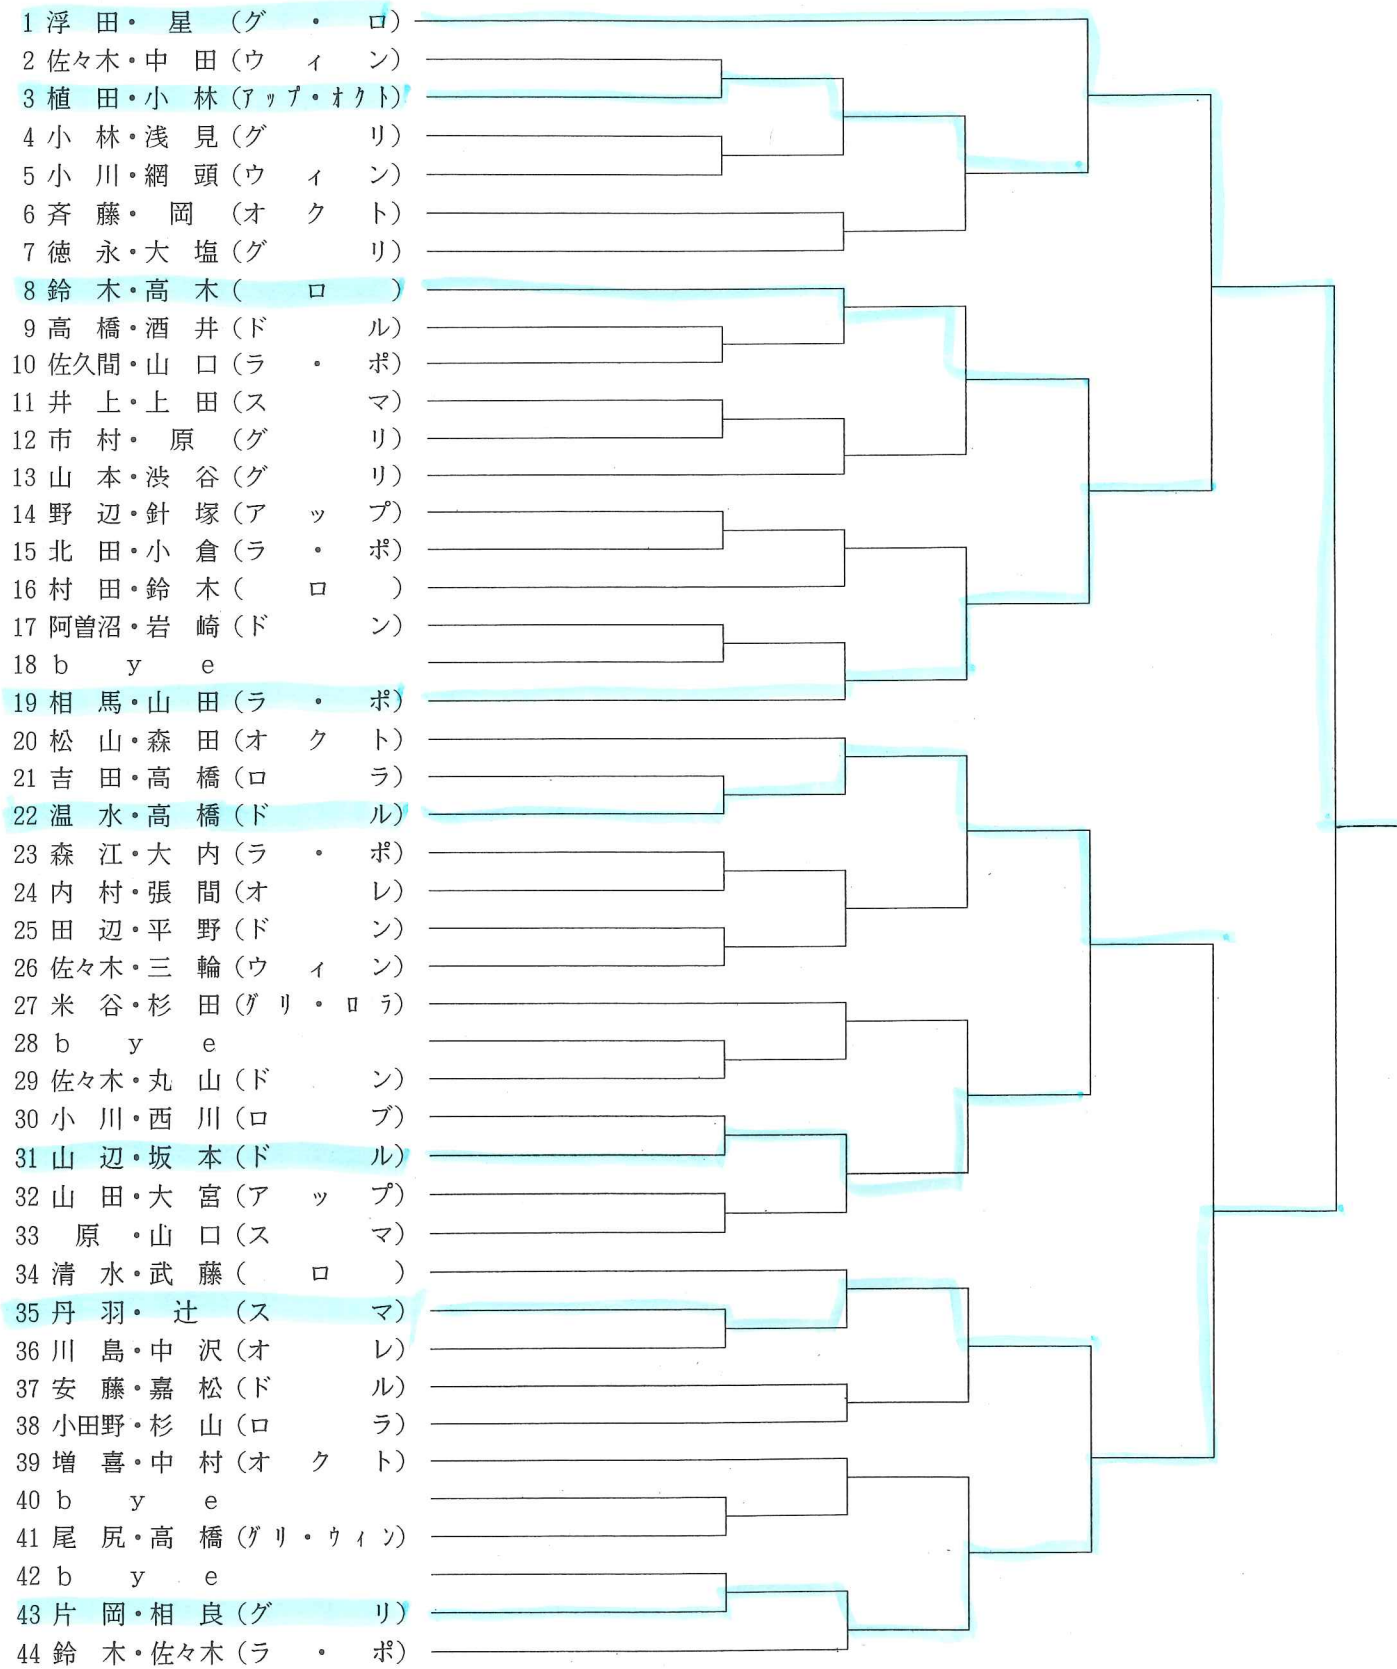 1 浮田・星 (グ・ロ)
2 佐々木・中田 (ウィン)
3 植田・小林 (アップ・オクト)
4 小林・浅見 (グリ)
5 小川・網頭 (ウィン)
6 斉藤・岡 (オクト)
7 徳永・大塩 (グリ)
8 鈴木・高木 (ロ)
9 高橋・酒井 (ドル)
10 佐久間・山口 (ラ・ポ)
11 井上・上田 (スマ)
12 市村・原 (グリ)
13 山本・渋谷 (グリ)
14 野辺・針塚 (アップ)
15 北田・小倉 (ラ・ポ)
16 村田・鈴木 (ロ)
17 阿曽沼・岩崎 (ドン)
18 bye
19 相馬・山田 (ラ・ポ)
20 松山・森田 (オクト)
21 吉田・高橋 (ロラ)
22 温水・高橋 (ドル)
23 森江・大内 (ラ・ポ)
24 内村・張間 (オレ)
25 田辺・平野 (ドン)
26 佐々木・三輪 (ウィン)
27 米谷・杉田 (グリ・ロラ)
28 bye
29 佐々木・丸山 (ドン)
30 小川・西川 (ロブ)
31 山辺・坂本 (ドル)
32 山田・大宮 (アップ)
33 原・山口 (スマ)
34 清水・武藤 (ロ)
35 丹羽・辻 (スマ)
36 川島・中沢 (オレ)
37 安藤・嘉松 (ドル)
38 小田野・杉山 (ロラ)
39 増喜・中村 (オクト)
40 bye
41 尾尻・高橋 (グリ・ウィン)
42 bye
43 片岡・相良 (グリ)
44 鈴木・佐々木 (ラ・ポ)